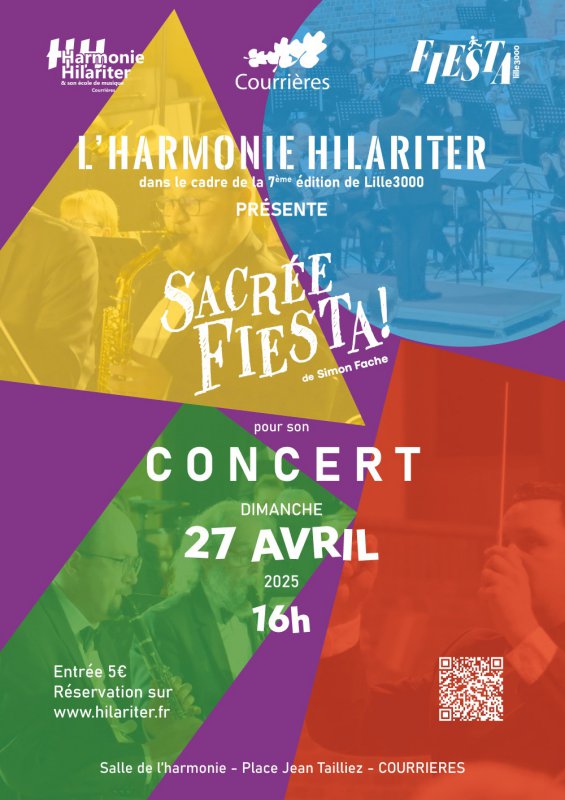 Harmonie
Hilariter
& son école de musique
Courrières
Courrières
FIESTA
lille3000
L'HARMONIE HILARITER
dans le cadre de la 7ème édition de Lille3000
PRÉSENTE
SACRÉE
FIESTA!
de Simon Fache
pour son
CONCERT
DIMANCHE
27 AVRIL
2025
16h
Entrée 5€
Réservation sur
www.hilariter.fr
Salle de l'harmonie - Place Jean Tailliez - COURRIERES